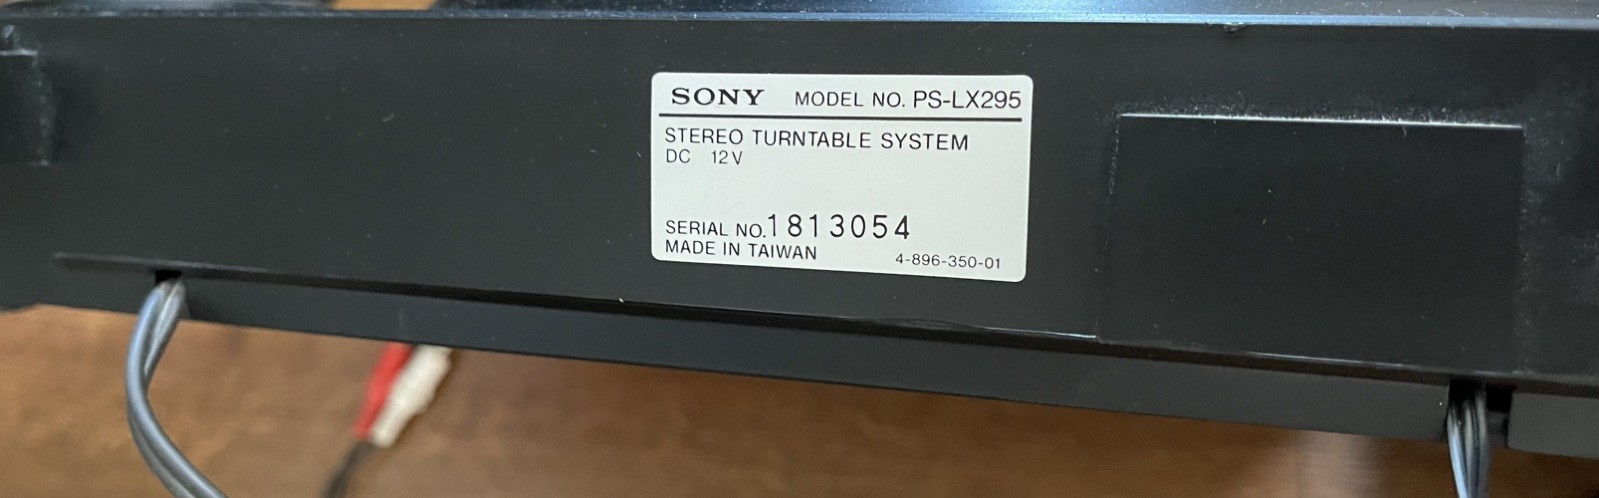 SONY MODEL NO. PS-LX295
STEREO TURNTABLE SYSTEM
DC 12V
SERIAL NO. 1813054
MADE IN TAIWAN 4-896-350-01